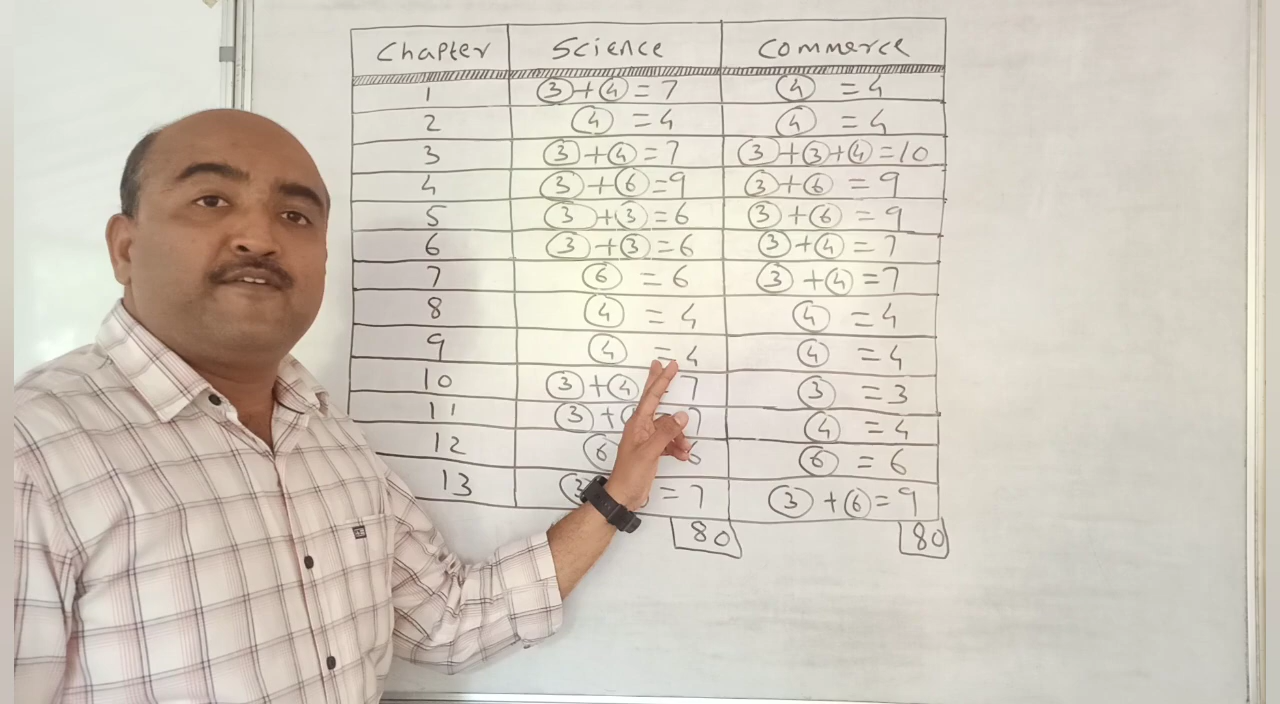 Chapter Science Commerce
1 3+4=7 4 =4
2 4 =4 4 =4
3 3+4=7 3+3+4=10
4 3+6=9 3+6 =9
5 3+3=6 3+6=9
6 3+3=6 3+4=7
7 6 =6 3+4=7
8 4 =4 4 =4
9 4 =4 4 =4
10 3+4 =7 3 =3
11 3+ 7 4 =4
12 6 6 6 =6
13 3 =7 3+6=9
80 80